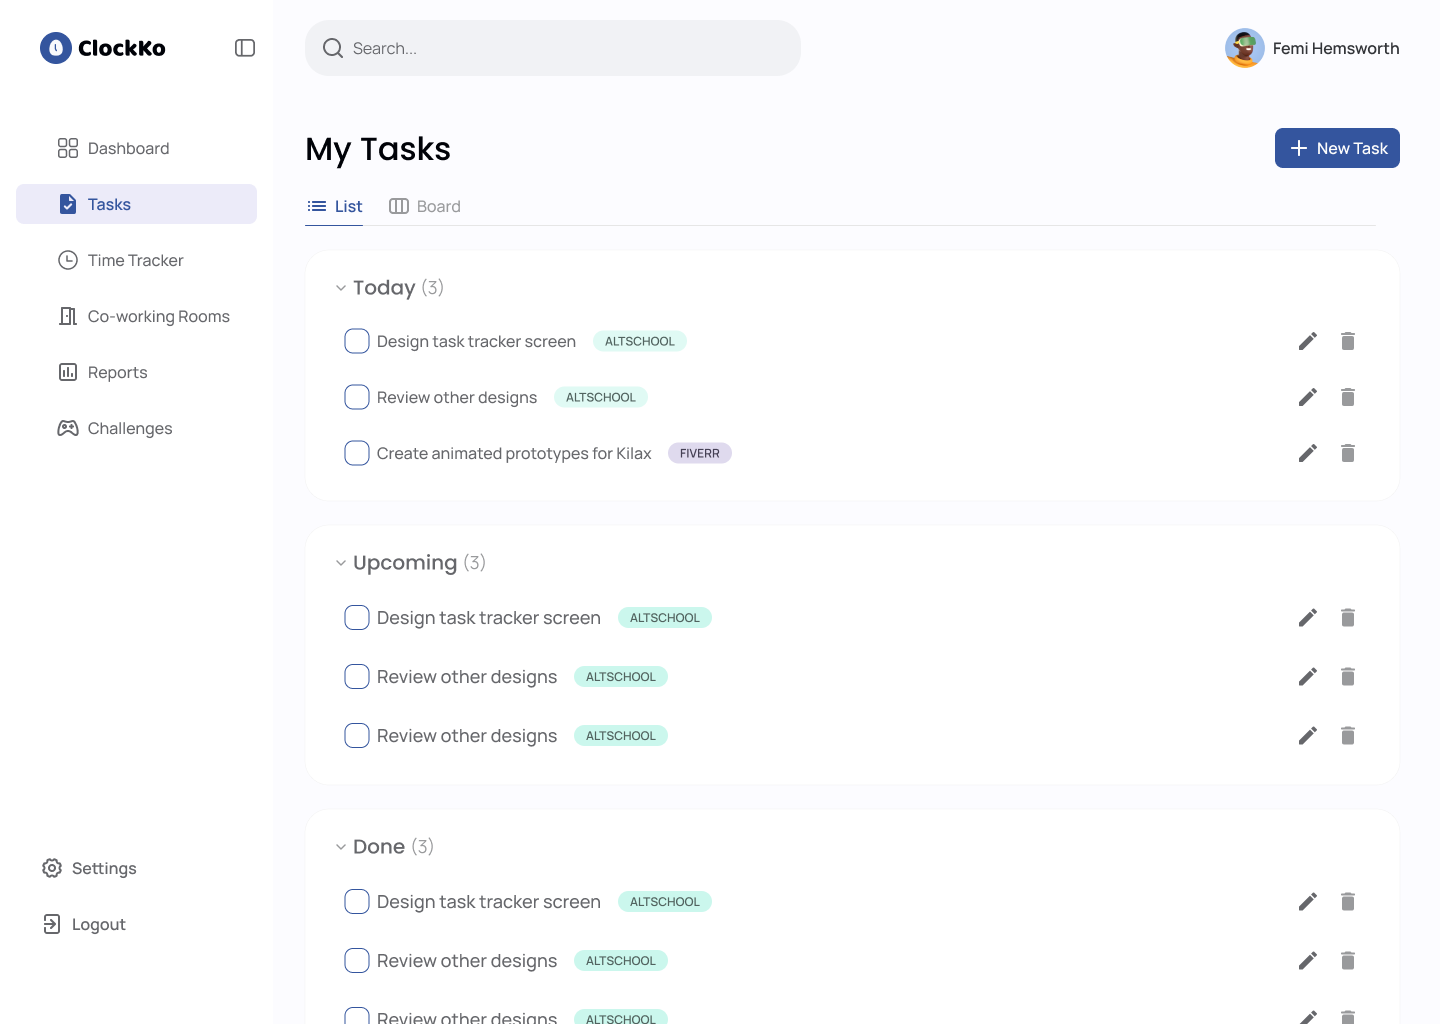 ClockKo
Search...
Femi Hemsworth
Dashboard
Tasks
Time Tracker
Co-working Rooms
Reports
Challenges
Settings
Logout
My Tasks
New Task
List
Board
Today (3)
Design task tracker screen ALTSCHOOL
Review other designs ALTSCHOOL
Create animated prototypes for Kilax FIVERR
Upcoming (3)
Design task tracker screen ALTSCHOOL
Review other designs ALTSCHOOL
Review other designs ALTSCHOOL
Done (3)
Design task tracker screen ALTSCHOOL
Review other designs ALTSCHOOL
Review other designs ALTSCHOOL